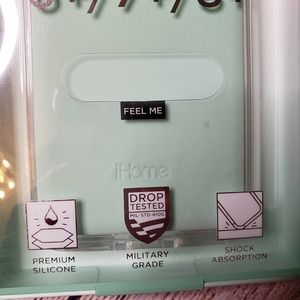 FEEL ME
iHome
DROP
TESTED
MIL-STD-810G
PREMIUM
SILICONE
MILITARY
GRADE
SHOCK
ABSORPTION